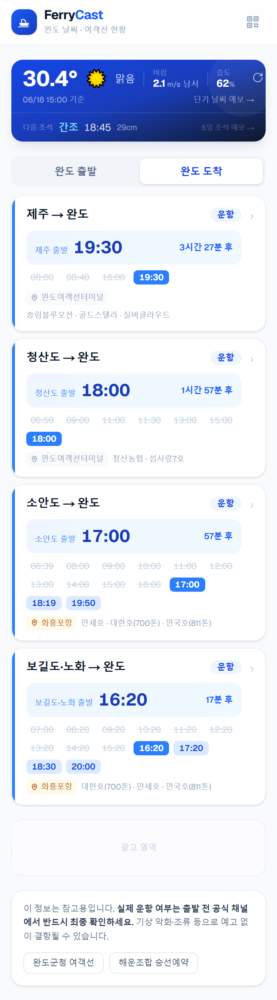 FerryCast
완도 날씨 · 여객선 현황
30.4° 맑음 바람 2.1 m/s 남서 습도 62%
06/18 15:00 기준 단기 날씨 예보 →
다음 조석 간조 18:45 29cm 5일 조석 예보 →
완도 출발 완도 도착
제주 → 완도 운항 ›
제주 출발 19:30 3시간 27분 후
08:00 08:40 16:00 19:30
완도여객선터미널
송림블루오션 · 골드스텔라 · 실버클라우드
청산도 → 완도 운항 ›
청산도 출발 18:00 1시간 57분 후
06:50 09:00 11:00 11:30 13:00 15:00
18:00
완도여객선터미널 청산농협 · 섬사랑7호
소안도 → 완도 운항 ›
소안도 출발 17:00 57분 후
06:39 08:00 09:00 10:00 11:00 12:00
13:00 14:00 15:00 16:00 17:00
18:19 19:50
화흥포항 만세호 · 대한호(700톤) · 민국호(811톤)
보길도·노화 → 완도 운항 ›
보길도·노화 출발 16:20 17분 후
07:00 08:20 09:20 10:20 11:20 12:20
13:20 14:20 15:20 16:20 17:20
18:30 20:00
화흥포항 대한호(700톤) · 만세호 · 민국호(811톤)
광고 영역
이 정보는 참고용입니다. 실제 운항 여부는 출발 전 공식 채널
에서 반드시 최종 확인하세요. 기상 악화·조류 등으로 예고 없
이 결항될 수 있습니다.
완도군청 여객선 해운조합 승선예약